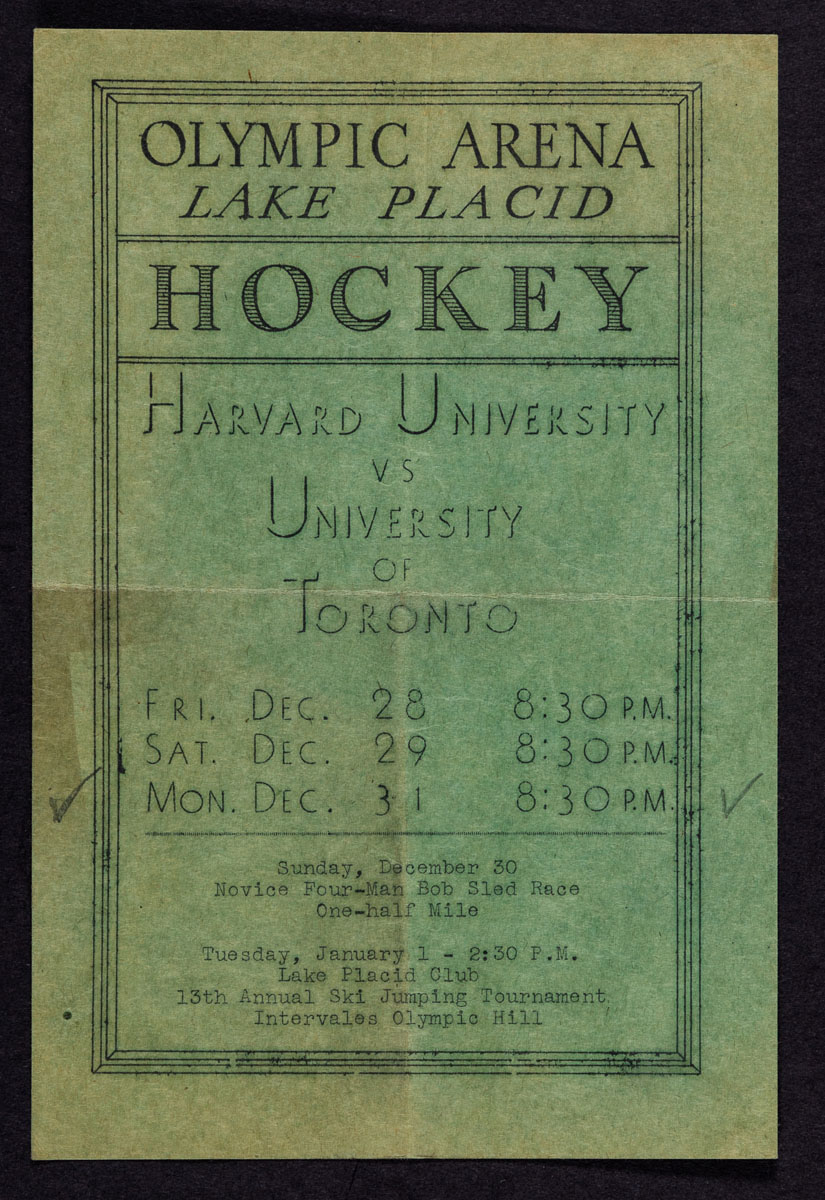 OLYMPIC ARENA
LAKE PLACID
HOCKEY
HARVARD UNIVERSITY
VS
UNIVERSITY
OF
TORONTO
FRI. DEC. 28 8:30 P.M.
SAT. DEC. 29 8:30 P.M.
MON. DEC. 31 8:30 P.M.
Sunday, December 30
Novice Four-Man Bob Sled Race
One-half Mile
Tuesday, January 1 - 2:30 P.M.
Lake Placid Club
13th Annual Ski Jumping Tournament
Intervales Olympic Hill